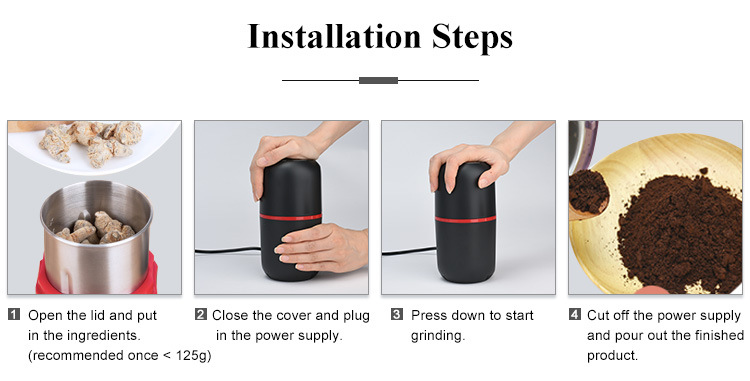 Installation Steps
1 Open the lid and put
in the ingredients.
(recommended once < 125g)
2 Close the cover and plug
in the power supply.
3 Press down to start
grinding.
4 Cut off the power supply
and pour out the finished
product.